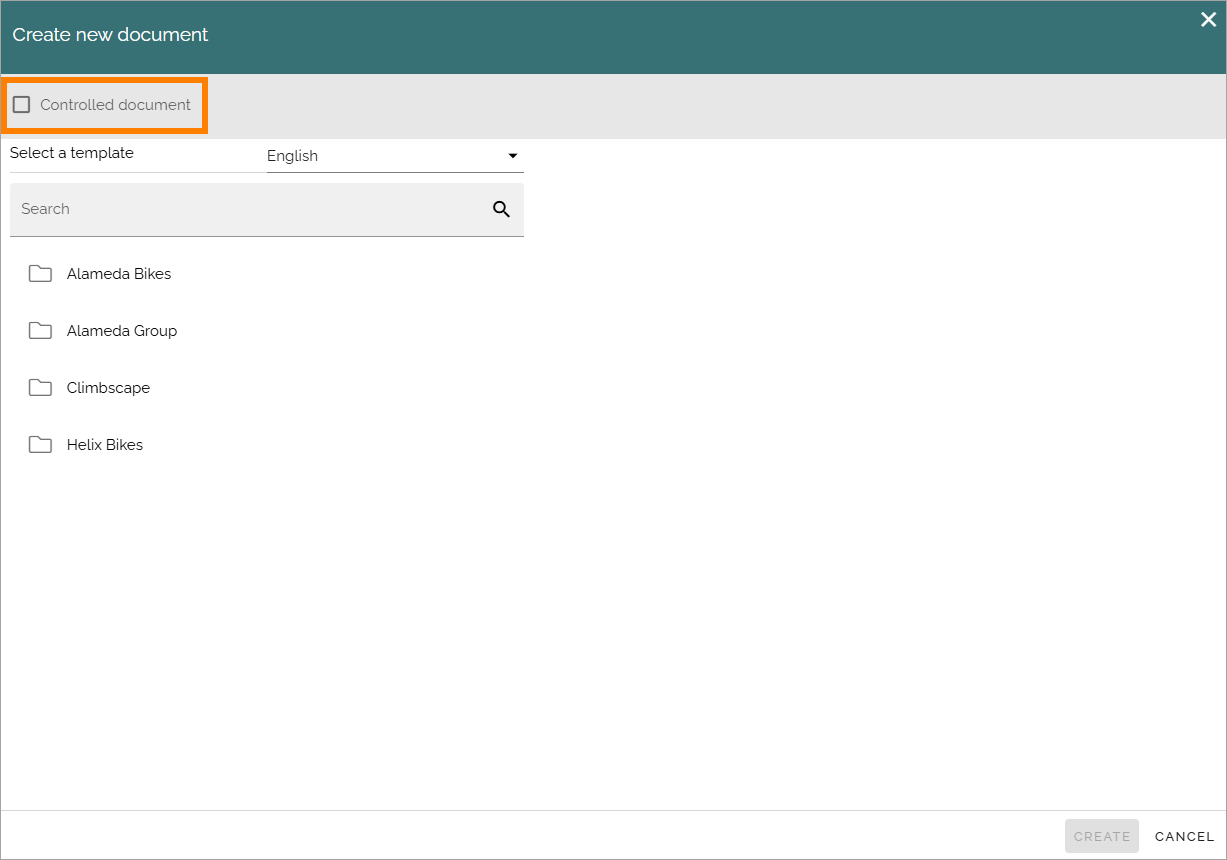 Create new document
Controlled document
Select a template
English
Search
Alameda Bikes
Alameda Group
Climbscape
Helix Bikes
CREATE
CANCEL